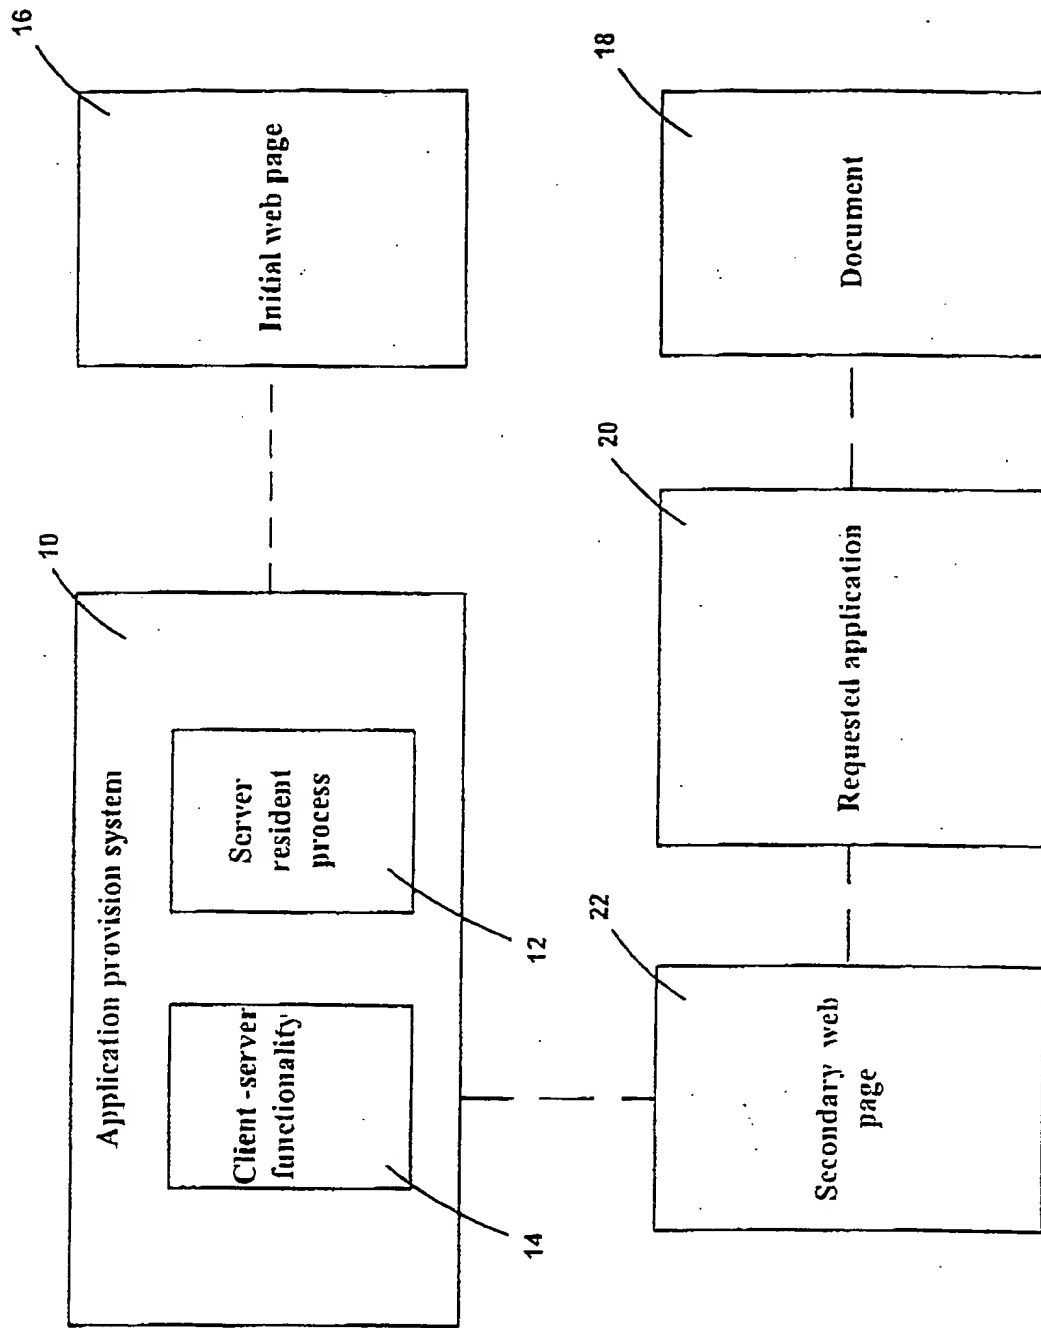 10
Application provision system
Client -server
functionality
14
Server
resident
process
12
16
Initial web page
22
Secondary web
page
20
Requested application
18
Document